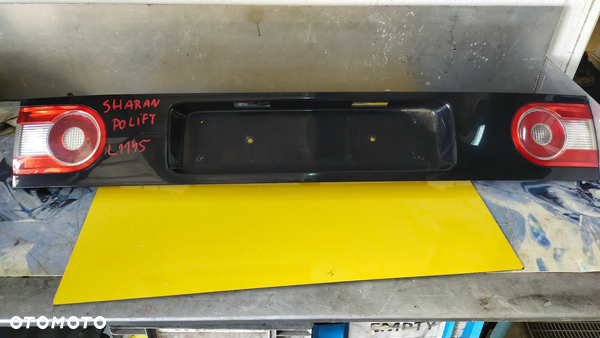 SHARAN
POLIFT
L1145
OTOMOTO
EMPTY